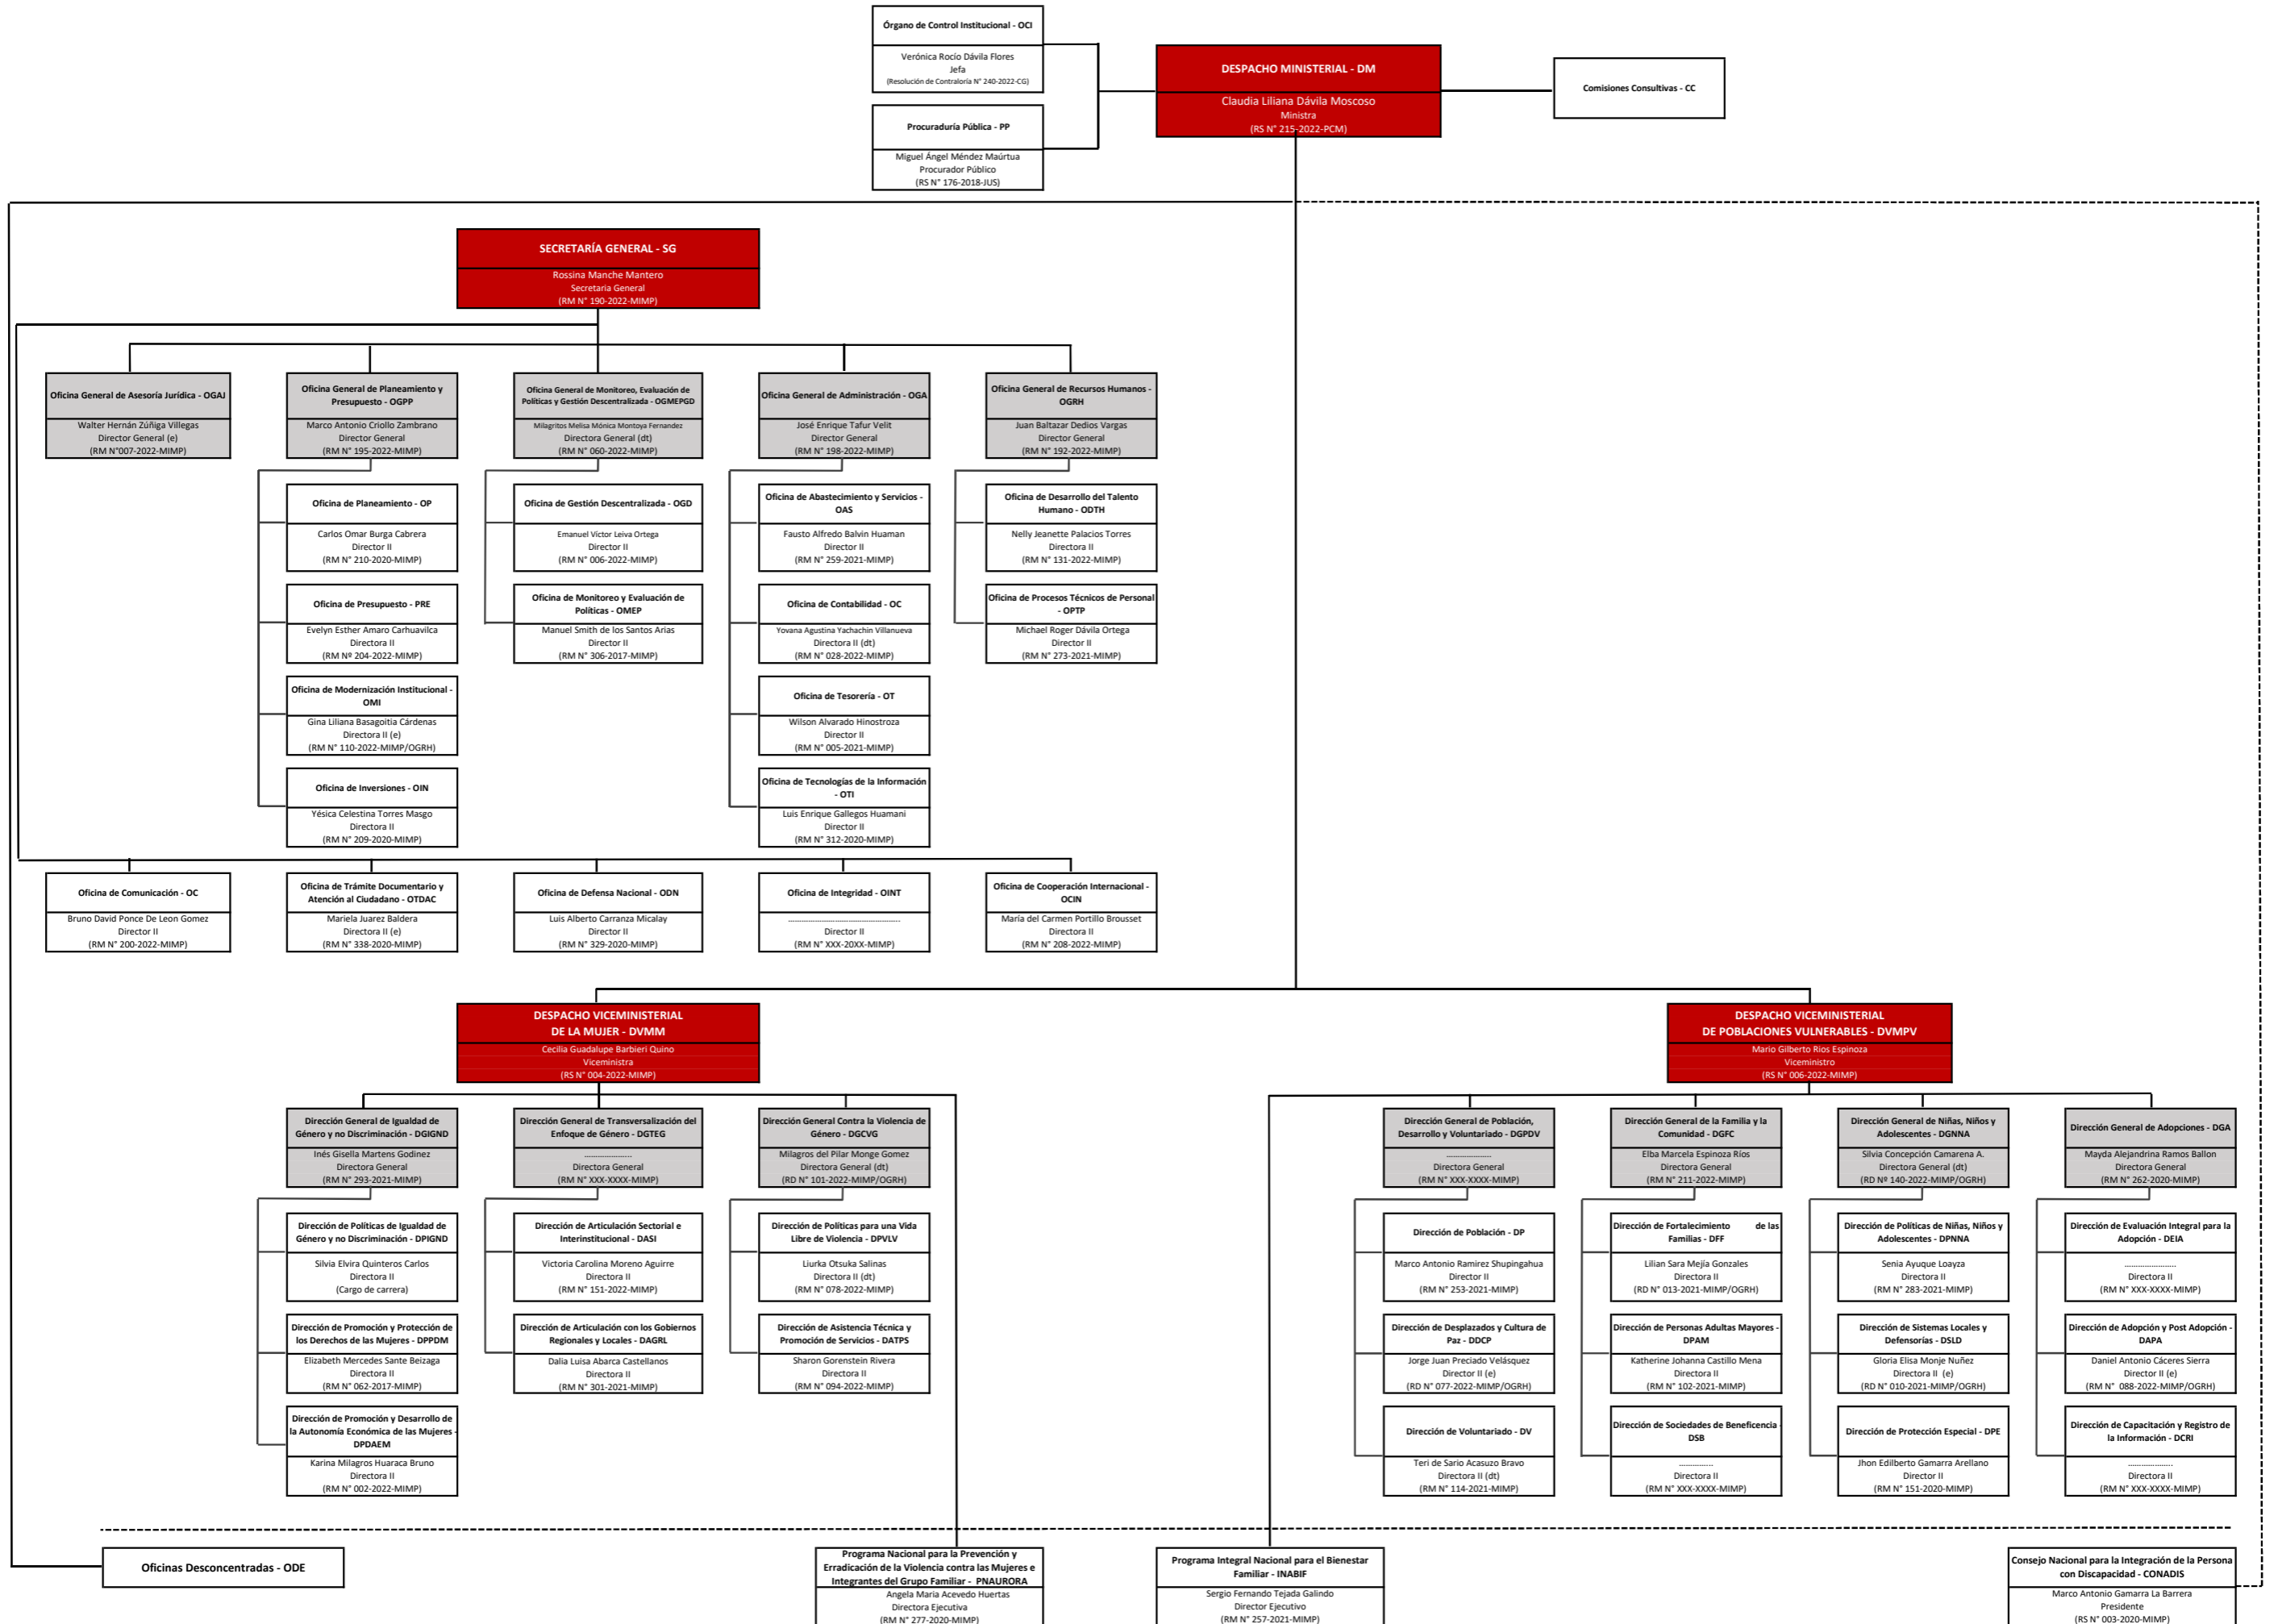 Órgano de Control Institucional - OCI
Verónica Rocío Dávila Flores
Jefa
(Resolución de Contraloría N° 240-2022-CG)
Procuraduría Pública - PP
Miguel Ángel Méndez Maúrtua
Procurador Público
(RS N° 176-2018-JUS)
DESPACHO MINISTERIAL - DM
Claudia Liliana Dávila Moscoso
Ministra
(RS N° 215-2022-PCM)
Comisiones Consultivas - CC
SECRETARÍA GENERAL - SG
Rossina Manche Mantero
Secretaria General
(RM N° 190-2022-MIMP)
Oficina General de Asesoría Jurídica - OGAJ
Walter Hernán Zúñiga Villegas
Director General (e)
(RM N°007-2022-MIMP)
Oficina General de Planeamiento y
Presupuesto - OGPP
Marco Antonio Criollo Zambrano
Director General
(RM N° 195-2022-MIMP)
Oficina General de Monitoreo, Evaluación de
Políticas y Gestión Descentralizada - OGMEPGD
Milagritos Melisa Mónica Montoya Fernandez
Directora General (dt)
(RM N° 060-2022-MIMP)
Oficina General de Administración - OGA
José Enrique Tafur Velit
Director General
(RM N° 198-2022-MIMP)
Oficina General de Recursos Humanos -
OGRH
Juan Baltazar Dedios Vargas
Director General
(RM N° 192-2022-MIMP)
Oficina de Planeamiento - OP
Carlos Omar Burga Cabrera
Director II
(RM N° 210-2020-MIMP)
Oficina de Gestión Descentralizada - OGD
Emanuel Víctor Leiva Ortega
Director II
(RM N° 006-2022-MIMP)
Oficina de Abastecimiento y Servicios -
OAS
Fausto Alfredo Balvin Huaman
Director II
(RM N° 259-2021-MIMP)
Oficina de Desarrollo del Talento
Humano - ODTH
Nelly Jeanette Palacios Torres
Directora II
(RM N° 131-2022-MIMP)
Oficina de Presupuesto - PRE
Evelyn Esther Amaro Carhuavilca
Directora II
(RM Nº 204-2022-MIMP)
Oficina de Monitoreo y Evaluación de
Políticas - OMEP
Manuel Smith de los Santos Arias
Director II
(RM N° 306-2017-MIMP)
Oficina de Contabilidad - OC
Yovana Agustina Yachachin Villanueva
Directora II (dt)
(RM N° 028-2022-MIMP)
Oficina de Procesos Técnicos de Personal
- OPTP
Michael Roger Dávila Ortega
Director II
(RM N° 273-2021-MIMP)
Oficina de Modernización Institucional -
OMI
Gina Liliana Basagoitia Cárdenas
Directora II (e)
(RM N° 110-2022-MIMP/OGRH)
Oficina de Tesorería - OT
Wilson Alvarado Hinostroza
Director II
(RM N° 005-2021-MIMP)
Oficina de Inversiones - OIN
Yésica Celestina Torres Masgo
Directora II
(RM N° 209-2020-MIMP)
Oficina de Tecnologías de la Información
- OTI
Luis Enrique Gallegos Huamani
Director II
(RM N° 312-2020-MIMP)
Oficina de Comunicación - OC
Bruno David Ponce De Leon Gomez
Director II
(RM N° 200-2022-MIMP)
Oficina de Trámite Documentario y
Atención al Ciudadano - OTDAC
Mariela Juarez Baldera
Directora II (e)
(RM N° 338-2020-MIMP)
Oficina de Defensa Nacional - ODN
Luis Alberto Carranza Micalay
Director II
(RM N° 329-2020-MIMP)
Oficina de Integridad - OINT
……………………………………
Director II
(RM N° XXX-20XX-MIMP)
Oficina de Cooperación Internacional -
OCIN
María del Carmen Portillo Brousset
Directora II
(RM N° 208-2022-MIMP)
DESPACHO VICEMINISTERIAL
DE LA MUJER - DVMM
Cecilia Guadalupe Barbieri Quino
Viceministra
(RS N° 004-2022-MIMP)
DESPACHO VICEMINISTERIAL
DE POBLACIONES VULNERABLES - DVMPV
Mario Gilberto Rios Espinoza
Viceministro
(RS N° 006-2022-MIMP)
Dirección General de Igualdad de
Género y no Discriminación - DGIGND
Inés Gisella Martens Godinez
Directora General
(RM N° 293-2021-MIMP)
Dirección General de Transversalización del
Enfoque de Género - DGTEG
…………………
Directora General
(RM N° XXX-XXXX-MIMP)
Dirección General Contra la Violencia de
Género - DGCVG
Milagros del Pilar Monge Gomez
Directora General (dt)
(RD N° 101-2022-MIMP/OGRH)
Dirección General de Población,
Desarrollo y Voluntariado - DGPDV
………………
Directora General
(RM N° XXX-XXXX-MIMP)
Dirección General de la Familia y la
Comunidad - DGFC
Elba Marcela Espinoza Ríos
Directora General
(RM N° 211-2022-MIMP)
Dirección General de Niñas, Niños y
Adolescentes - DGNNA
Silvia Concepción Camarena A.
Directora General (dt)
(RD Nº 140-2022-MIMP/OGRH)
Dirección General de Adopciones - DGA
Mayda Alejandrina Ramos Ballon
Directora General
(RM N° 262-2020-MIMP)
Dirección de Políticas de Igualdad de
Género y no Discriminación - DPIGND
Silvia Elvira Quinteros Carlos
Directora II
(Cargo de carrera)
Dirección de Articulación Sectorial e
Interinstitucional - DASI
Victoria Carolina Moreno Aguirre
Directora II
(RM N° 151-2022-MIMP)
Dirección de Políticas para una Vida
Libre de Violencia - DPVLV
Liurka Otsuka Salinas
Directora II (dt)
(RM N° 078-2022-MIMP)
Dirección de Población - DP
Marco Antonio Ramirez Shupingahua
Director II
(RM N° 253-2021-MIMP)
Dirección de Fortalecimiento de las
Familias - DFF
Lilian Sara Mejía Gonzales
Directora II
(RD N° 013-2021-MIMP/OGRH)
Dirección de Políticas de Niñas, Niños y
Adolescentes - DPNNA
Senia Ayuque Loayza
Directora II
(RM N° 283-2021-MIMP)
Dirección de Evaluación Integral para la
Adopción - DEIA
…………………
Directora II
(RM N° XXX-XXXX-MIMP)
Dirección de Promoción y Protección de
los Derechos de las Mujeres - DPPDM
Elizabeth Mercedes Sante Beizaga
Directora II
(RM N° 062-2017-MIMP)
Dirección de Articulación con los Gobiernos
Regionales y Locales - DAGRL
Dalia Luisa Abarca Castellanos
Directora II
(RM N° 301-2021-MIMP)
Dirección de Asistencia Técnica y
Promoción de Servicios - DATPS
Sharon Gorenstein Rivera
Directora II
(RM N° 094-2022-MIMP)
Dirección de Desplazados y Cultura de
Paz - DDCP
Jorge Juan Preciado Velásquez
Director II (e)
(RD N° 077-2022-MIMP/OGRH)
Dirección de Personas Adultas Mayores -
DPAM
Katherine Johanna Castillo Mena
Directora II
(RM N° 102-2021-MIMP)
Dirección de Sistemas Locales y
Defensorías - DSLD
Gloria Elisa Monje Nuñez
Directora II (e)
(RD N° 010-2021-MIMP/OGRH)
Dirección de Adopción y Post Adopción -
DAPA
Daniel Antonio Cáceres Sierra
Director II (e)
(RM N° 088-2022-MIMP/OGRH)
Dirección de Promoción y Desarrollo de
la Autonomía Económica de las Mujeres -
DPDAEM
Karina Milagros Huaraca Bruno
Directora II
(RM N° 002-2022-MIMP)
Dirección de Voluntariado - DV
Teri de Sario Acasuzo Bravo
Directora II (dt)
(RM N° 114-2021-MIMP)
Dirección de Sociedades de Beneficencia -
DSB
……………
Directora II
(RM N° XXX-XXXX-MIMP)
Dirección de Protección Especial - DPE
Jhon Edilberto Gamarra Arellano
Director II
(RM N° 151-2020-MIMP)
Dirección de Capacitación y Registro de
la Información - DCRI
………………
Directora II
(RM N° XXX-XXXX-MIMP)
Oficinas Desconcentradas - ODE
Programa Nacional para la Prevención y
Erradicación de la Violencia contra las Mujeres e
Integrantes del Grupo Familiar - PNAURORA
Angela Maria Acevedo Huertas
Directora Ejecutiva
(RM N° 277-2020-MIMP)
Programa Integral Nacional para el Bienestar
Familiar - INABIF
Sergio Fernando Tejada Galindo
Director Ejecutivo
(RM N° 257-2021-MIMP)
Consejo Nacional para la Integración de la Persona
con Discapacidad - CONADIS
Marco Antonio Gamarra La Barrera
Presidente
(RS N° 003-2020-MIMP)